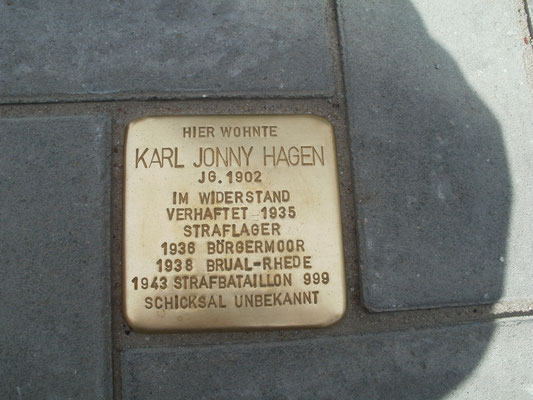 HIER WOHNTE
KARL JONNY HAGEN
JG. 1902
IM WIDERSTAND
VERHAFTET 1935
STRAFLAGER
1936 BÖRGERMOOR
1938 BRUAL-RHEDE
1943 STRAFBATAILLON 999
SCHICKSAL UNBEKANNT